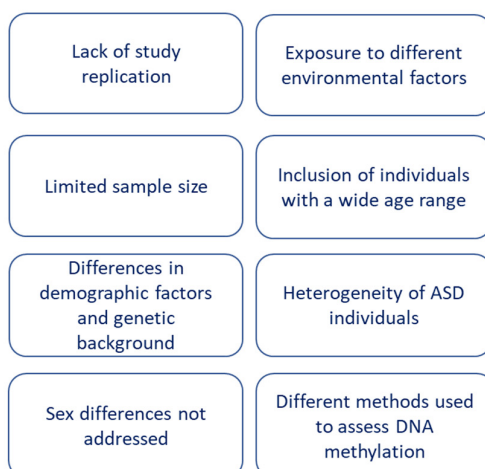 Lack of study
replication
Exposure to different
environmental factors
Limited sample size
Inclusion of individuals
with a wide age range
Differences in
demographic factors
and genetic
background
Heterogeneity of ASD
individuals
Sex differences not
addressed
Different methods used
to assess DNA
methylation